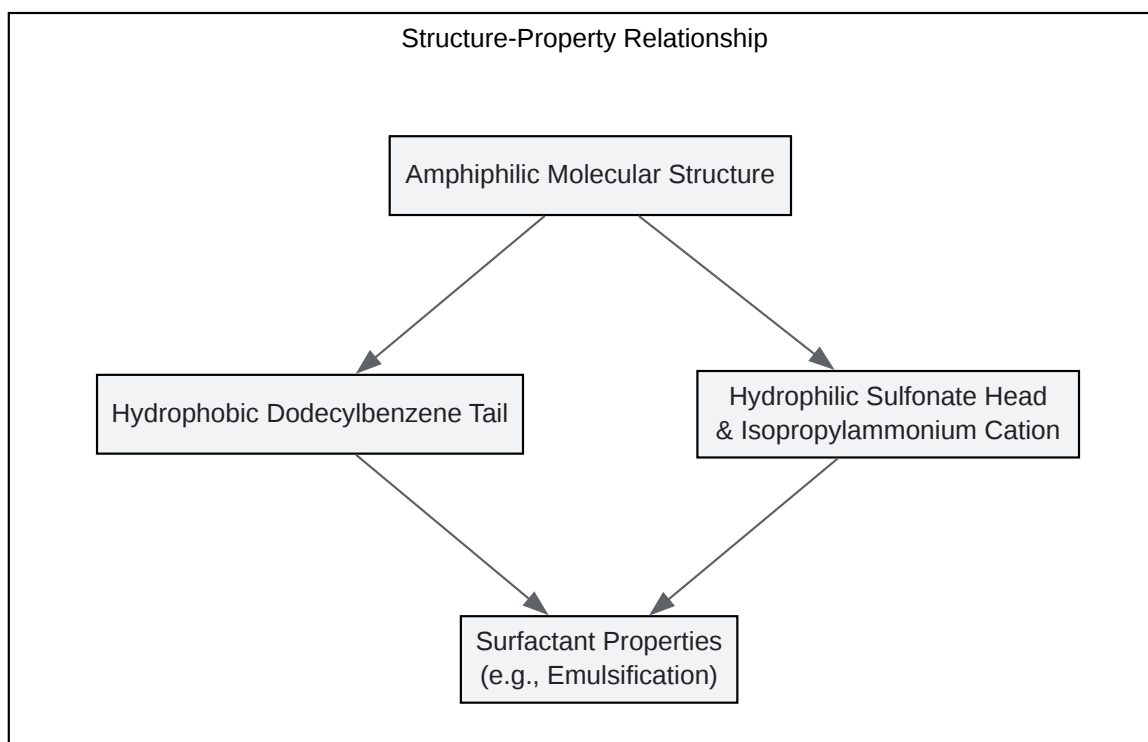 Structure-Property Relationship
Amphiphilic Molecular Structure
Hydrophobic Dodecylbenzene Tail
Hydrophilic Sulfonate Head
& Isopropylammonium Cation
Surfactant Properties
(e.g., Emulsification)